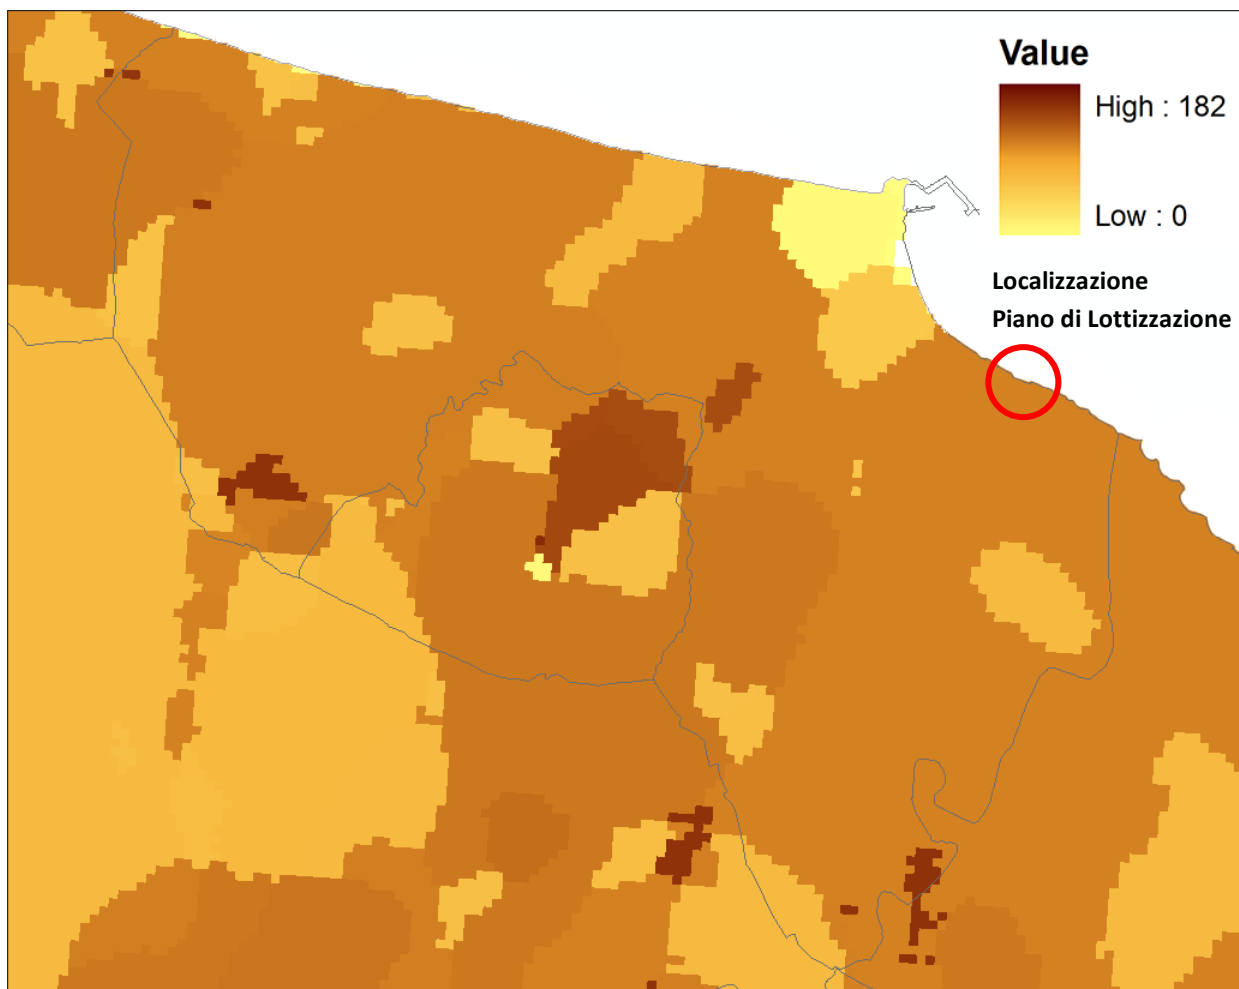 Value
High : 182
Low : 0
Localizzazione
Piano di Lottizzazione